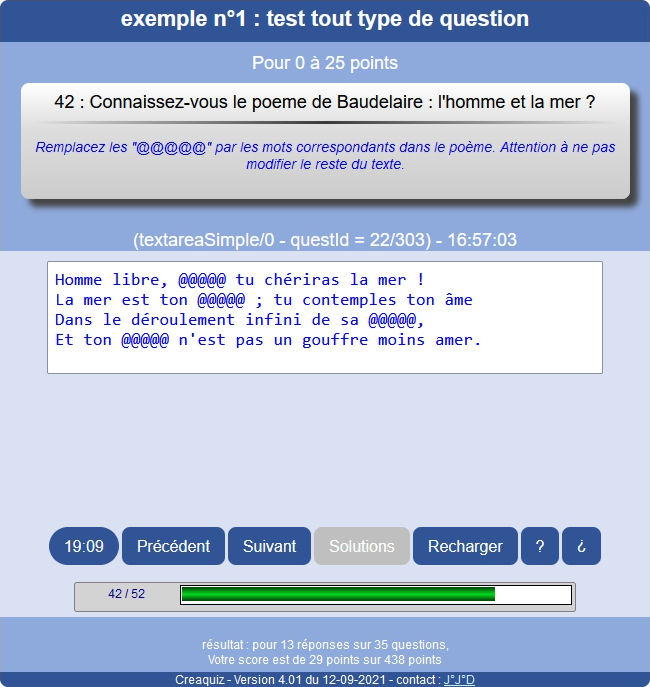 exemple n°1 : test tout type de question
Pour 0 à 25 points
42 : Connaissez-vous le poeme de Baudelaire : l'homme et la mer ?
Remplacez les "@@@@@" par les mots correspondants dans le poème. Attention à ne pas
modifier le reste du texte.
(textareaSimple/0 - questId = 22/303) - 16:57:03
Homme libre, @@@@@ tu chériras la mer !
La mer est ton @@@@@ ; tu contemples ton âme
Dans le déroulement infini de sa @@@@@,
Et ton @@@@@ n'est pas un gouffre moins amer.
19:09 Précédent Suivant Solutions Recharger ? ¿
42 / 52
résultat : pour 13 réponses sur 35 questions,
Votre score est de 29 points sur 438 points
Creaquiz - Version 4.01 du 12-09-2021 - contact : J°J°D